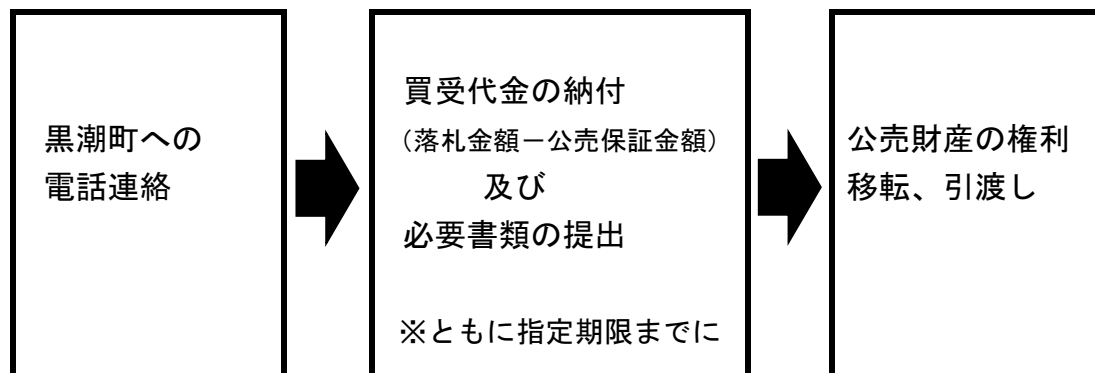 黒潮町への
電話連絡
買受代金の納付
（落札金額－公売保証金額）
及び
必要書類の提出
※ともに指定期限までに
公売財産の権利
移転、引渡し